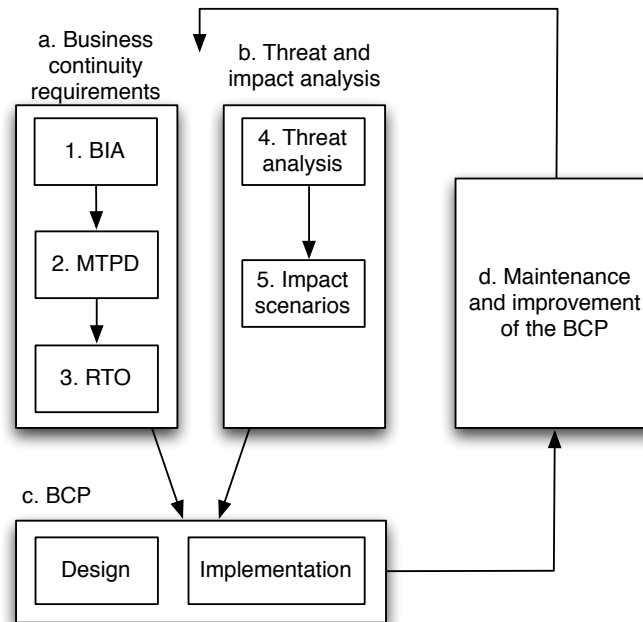 a. Business
continuity
requirements
1. BIA
2. MTPD
3. RTO
b. Threat and
impact analysis
4. Threat
analysis
5. Impact
scenarios
c. BCP
Design
Implementation
d. Maintenance
and improvement
of the BCP